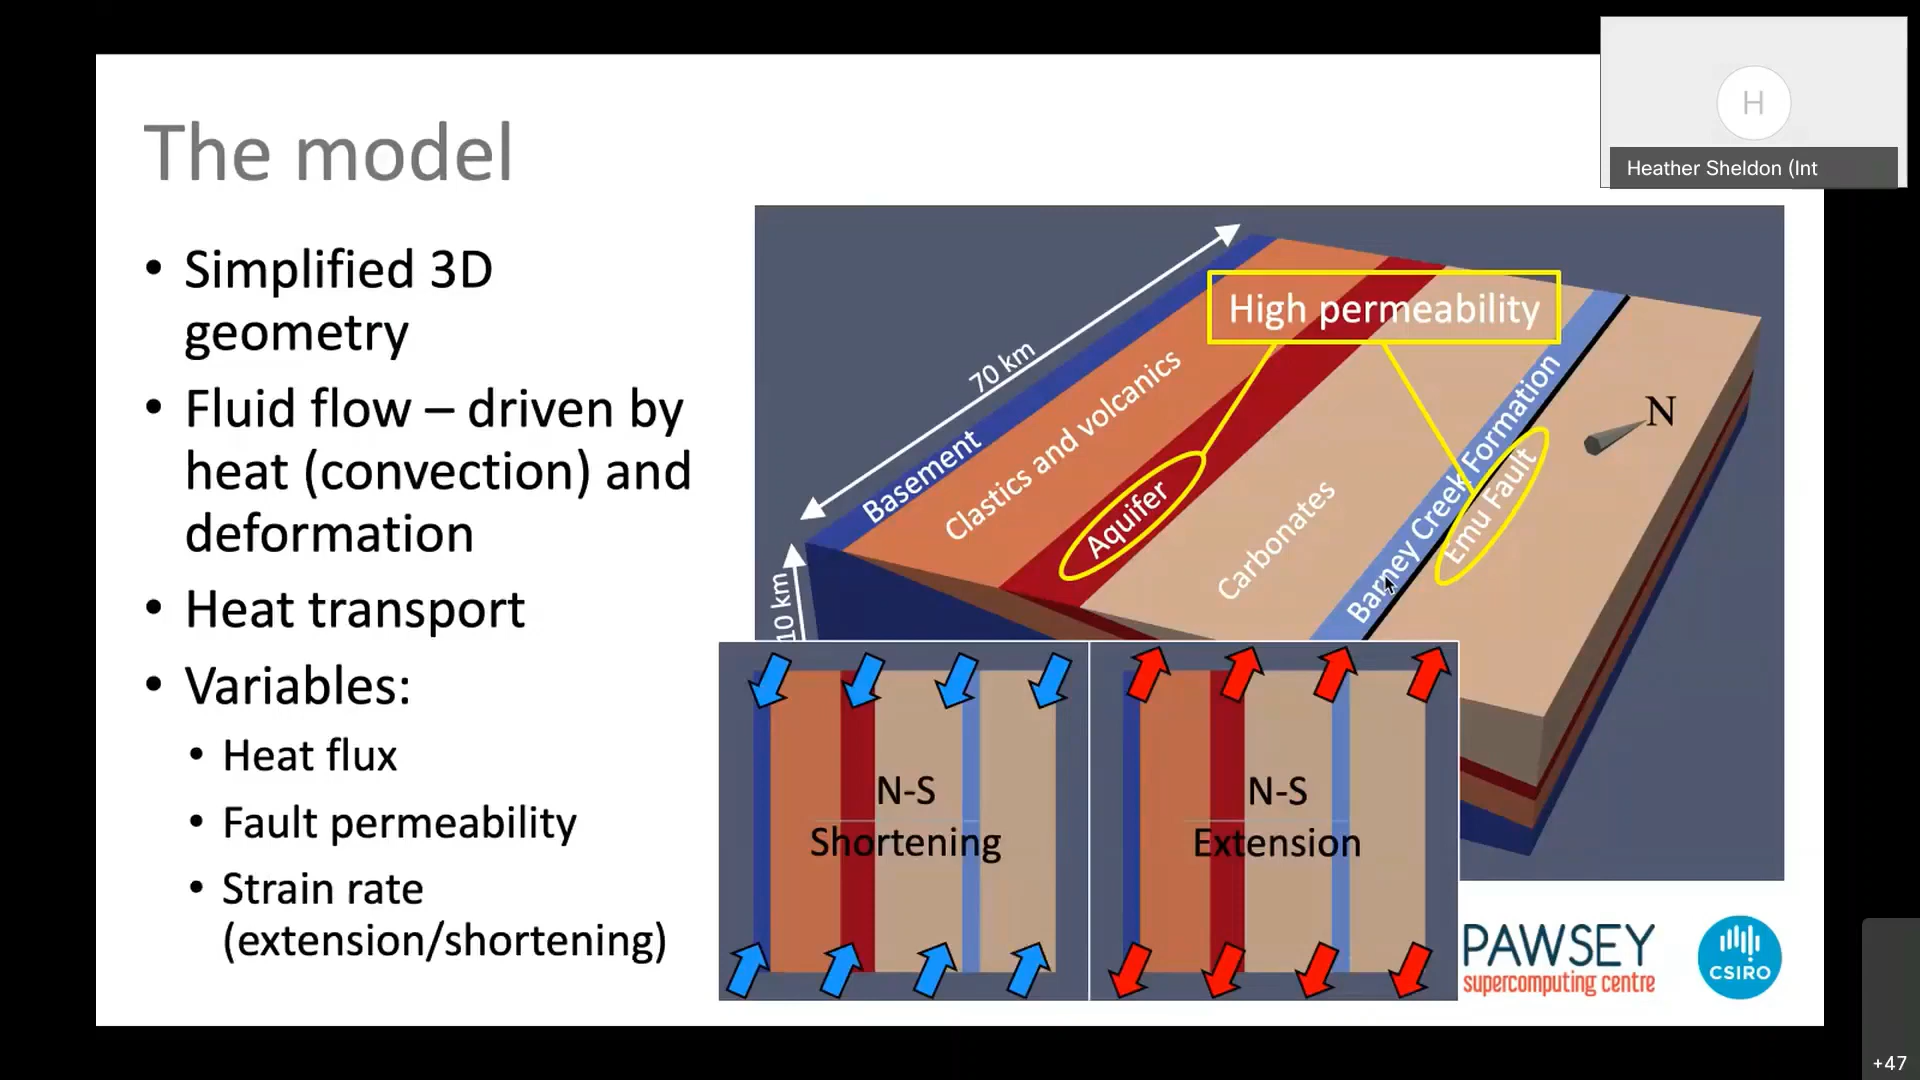 H
Heather Sheldon (Int
The model
• Simplified 3D
geometry
• Fluid flow – driven by
heat (convection) and
deformation
• Heat transport
• Variables:
• Heat flux
• Fault permeability
• Strain rate
(extension/shortening)
High permeability
70 km
10 km
Basement
Clastics and volcanics
Aquifer
Carbonates
Barney Creek Formation
Emu Fault
N
N-S
Shortening
N-S
Extension
PAWSEY
supercomputing centre
CSIRO
+47